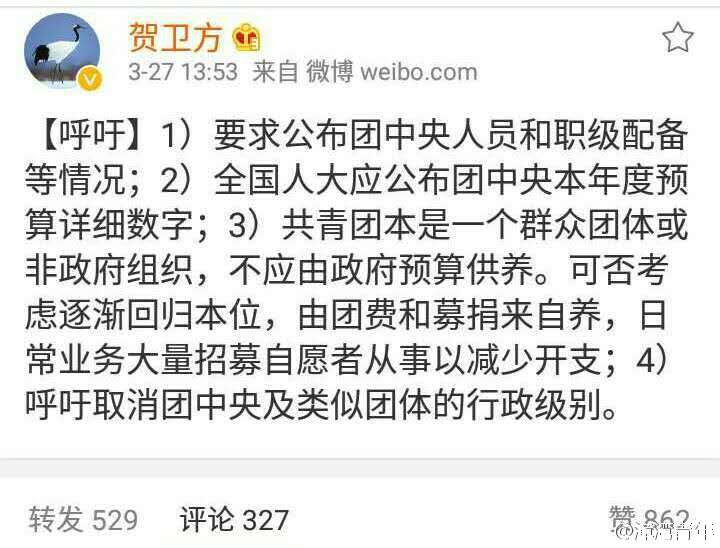 贺卫方
3-27 13:53 来自 微博 weibo.com
【呼吁】1）要求公布团中央人员和职级配备
等情况；2）全国人大应公布团中央本年度预
算详细数字；3）共青团本是一个群众团体或
非政府组织，不应由政府预算供养。可否考
虑逐渐回归本位，由团费和募捐来自养，日
常业务大量招募自愿者从事以减少开支；4）
呼吁取消团中央及类似团体的行政级别。
转发 529 评论 327 赞 862